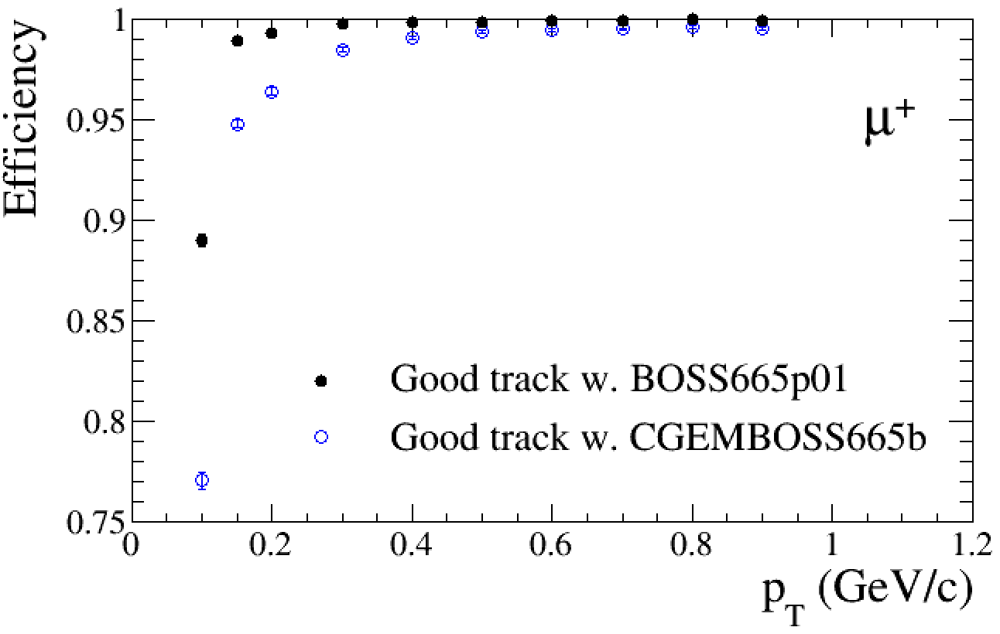 Efficiency
1
0.95
0.9
0.85
0.8
0.75
μ⁺
Good track w. BOSS665p01
Good track w. CGEMBOSS665b
0 0.2 0.4 0.6 0.8 1 1.2
p_T (GeV/c)